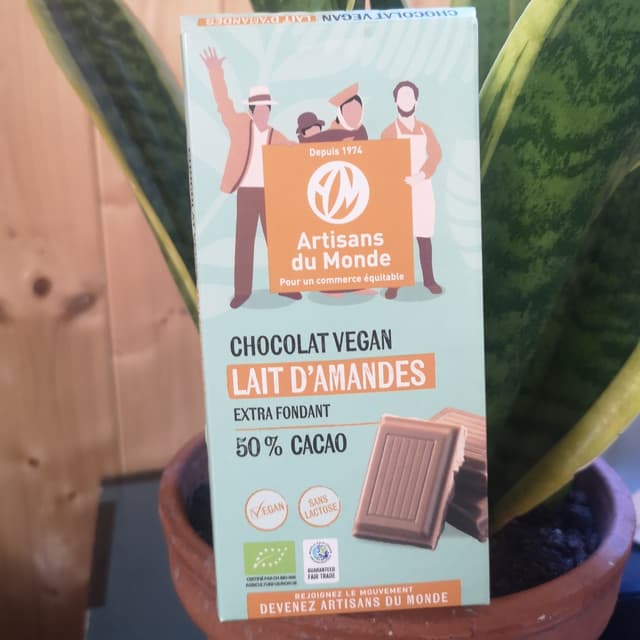 CHOCOLAT VEGAN
LAIT D'AMANDES
Depuis 1974
Artisans
du Monde
Pour un commerce équitable
CHOCOLAT VEGAN
LAIT D'AMANDES
EXTRA FONDANT
50 % CACAO
VEGAN
SANS
LACTOSE
GUARANTEED
FAIR TRADE
REJOIGNEZ LE MOUVEMENT
DEVENEZ ARTISANS DU MONDE